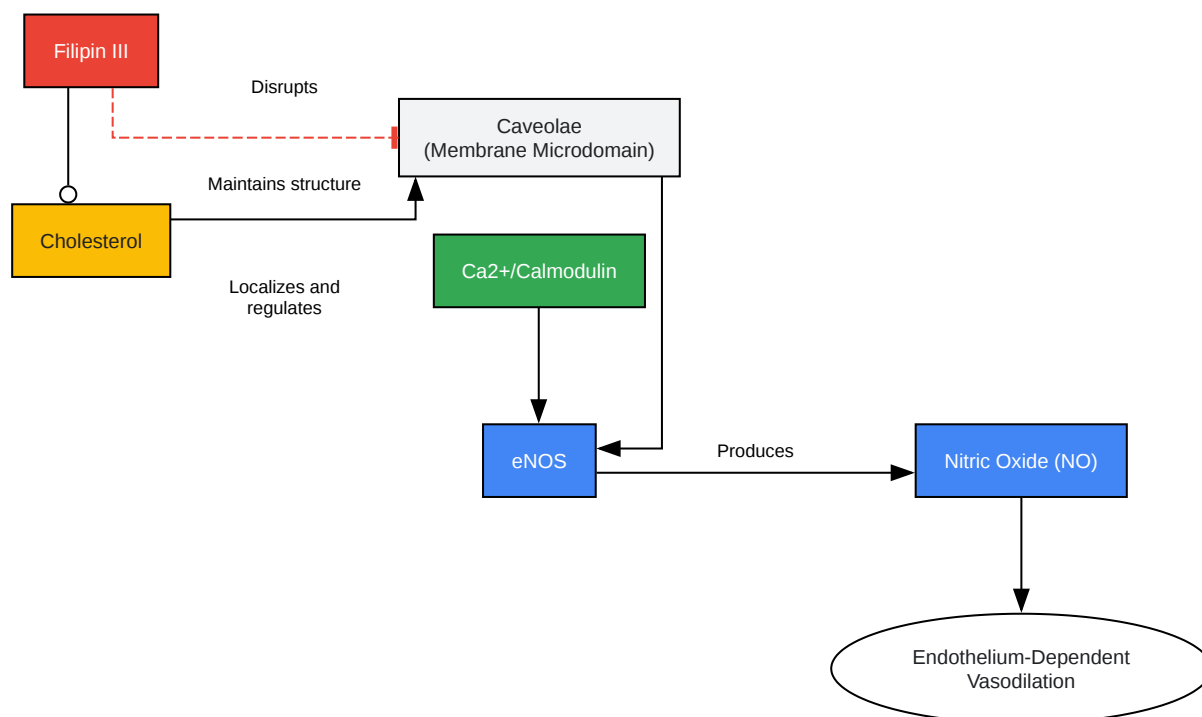 Filipin III
Disrupts
Caveolae
(Membrane Microdomain)
Maintains structure
Cholesterol
Ca2+/Calmodulin
Localizes and
regulates
eNOS
Produces
Nitric Oxide (NO)
Endothelium-Dependent
Vasodilation